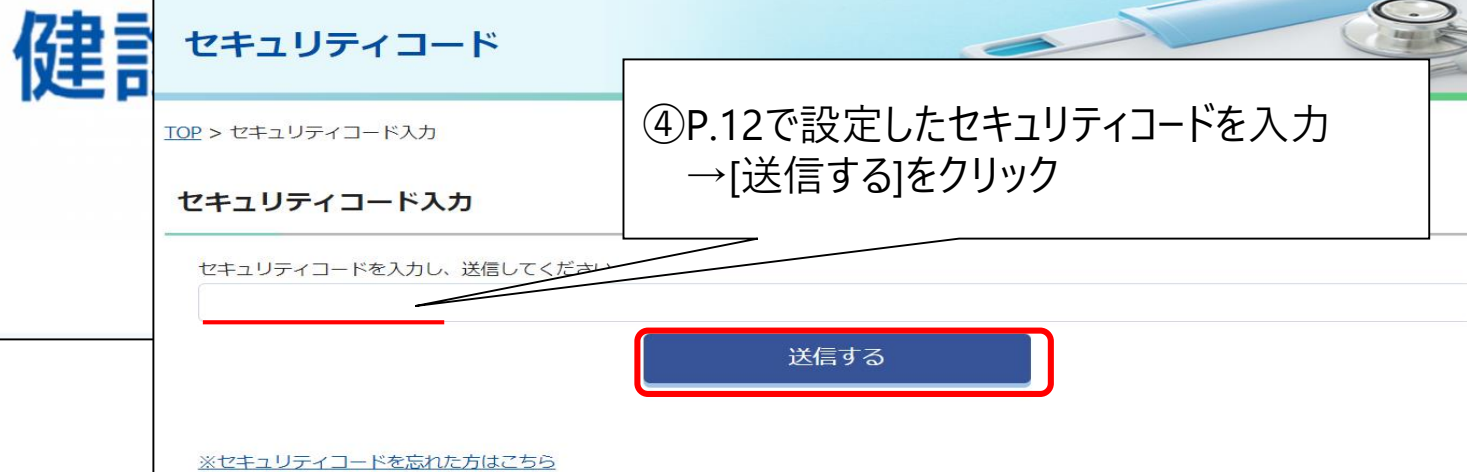 健
セキュリティコード
④P.12で設定したセキュリティコードを入力
→[送信する]をクリック
TOP > セキュリティコード入力
セキュリティコード入力
セキュリティコードを入力し、送信してください
送信する
※セキュリティコードを忘れた方はこちら